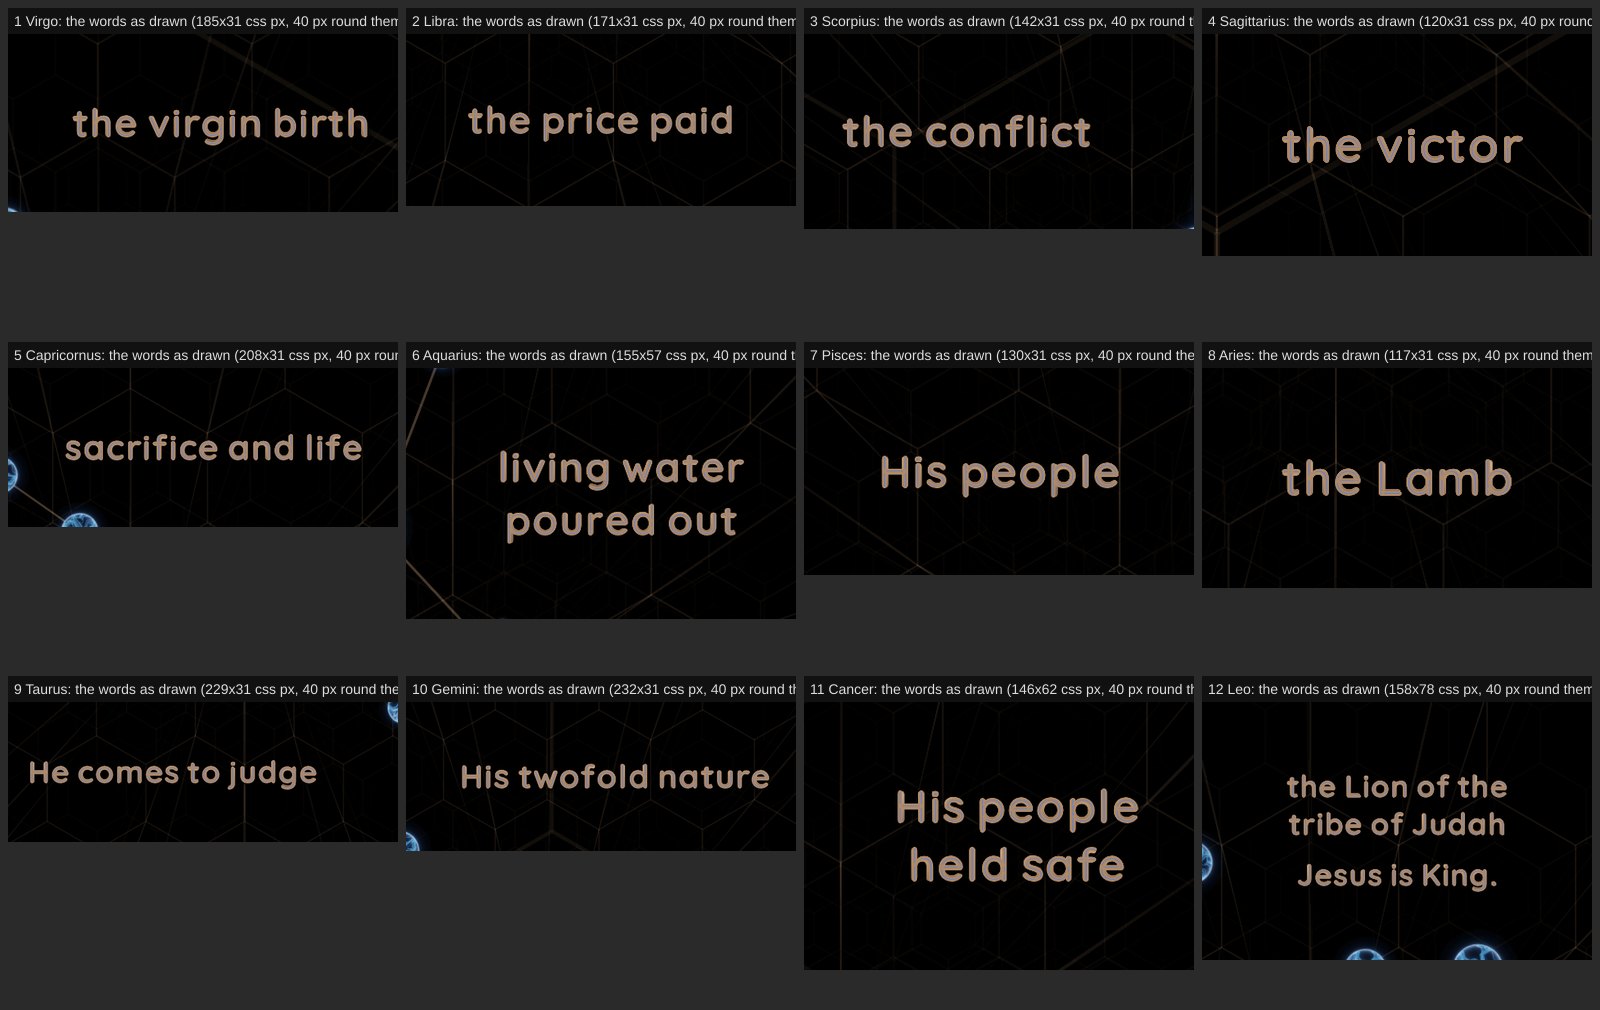 1 Virgo: the words as drawn (185x31 css px, 40 px round them
the virgin birth
2 Libra: the words as drawn (171x31 css px, 40 px round them
the price paid
3 Scorpius: the words as drawn (142x31 css px, 40 px round t
the conflict
4 Sagittarius: the words as drawn (120x31 css px, 40 px round
the victor
5 Capricornus: the words as drawn (208x31 css px, 40 px roun
sacrifice and life
6 Aquarius: the words as drawn (155x57 css px, 40 px round t
living water
poured out
7 Pisces: the words as drawn (130x31 css px, 40 px round the
His people
8 Aries: the words as drawn (117x31 css px, 40 px round them
the Lamb
9 Taurus: the words as drawn (229x31 css px, 40 px round the
He comes to judge
10 Gemini: the words as drawn (232x31 css px, 40 px round th
His twofold nature
11 Cancer: the words as drawn (146x62 css px, 40 px round th
His people
held safe
12 Leo: the words as drawn (158x78 css px, 40 px round them
the Lion of the
tribe of Judah
Jesus is King.